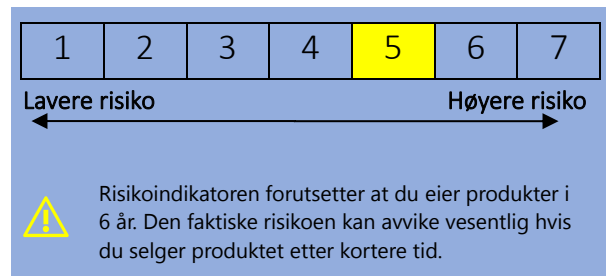 1 2 3 4 5 6 7
Lavere risiko Høyere risiko
Risikoindikatoren forutsetter at du eier produkter i
6 år. Den faktiske risikoen kan avvike vesentlig hvis
du selger produktet etter kortere tid.